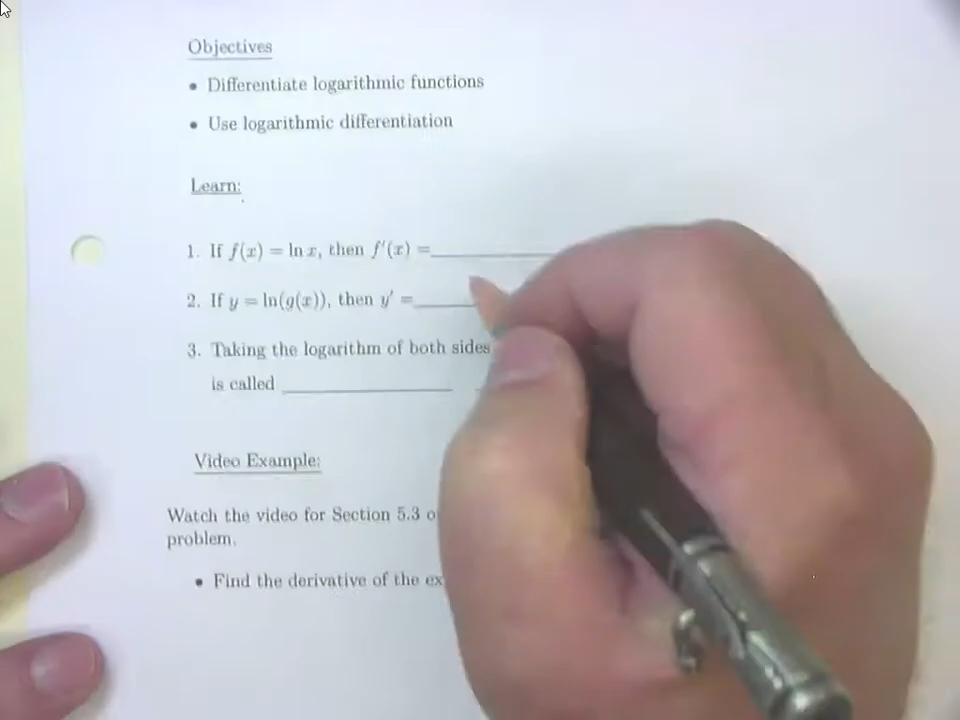 Objectives
• Differentiate logarithmic functions
• Use logarithmic differentiation
Learn:
1. If f(x) = ln x, then f′(x) =
2. If y = ln(g(x)), then y′ =
3. Taking the logarithm of both sides
is called
Video Example:
Watch the video for Section 5.3
problem.
• Find the derivative of the